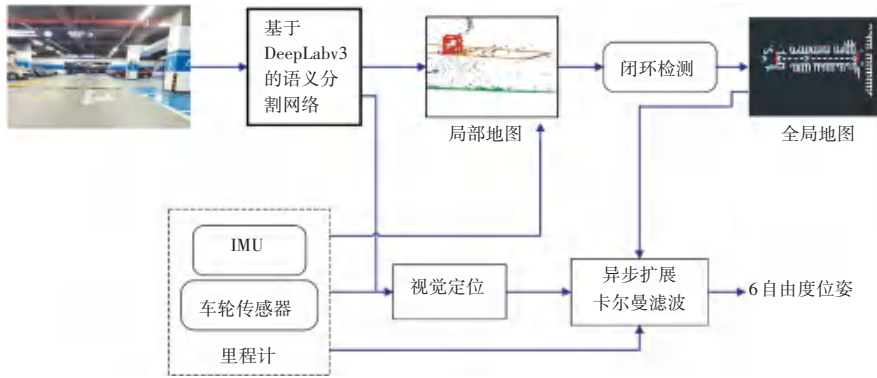 基于
DeepLabv3
的语义分
割网络
局部地图
闭环检测
全局地图
IMU
车轮传感器
里程计
视觉定位
异步扩展
卡尔曼滤波
6自由度位姿